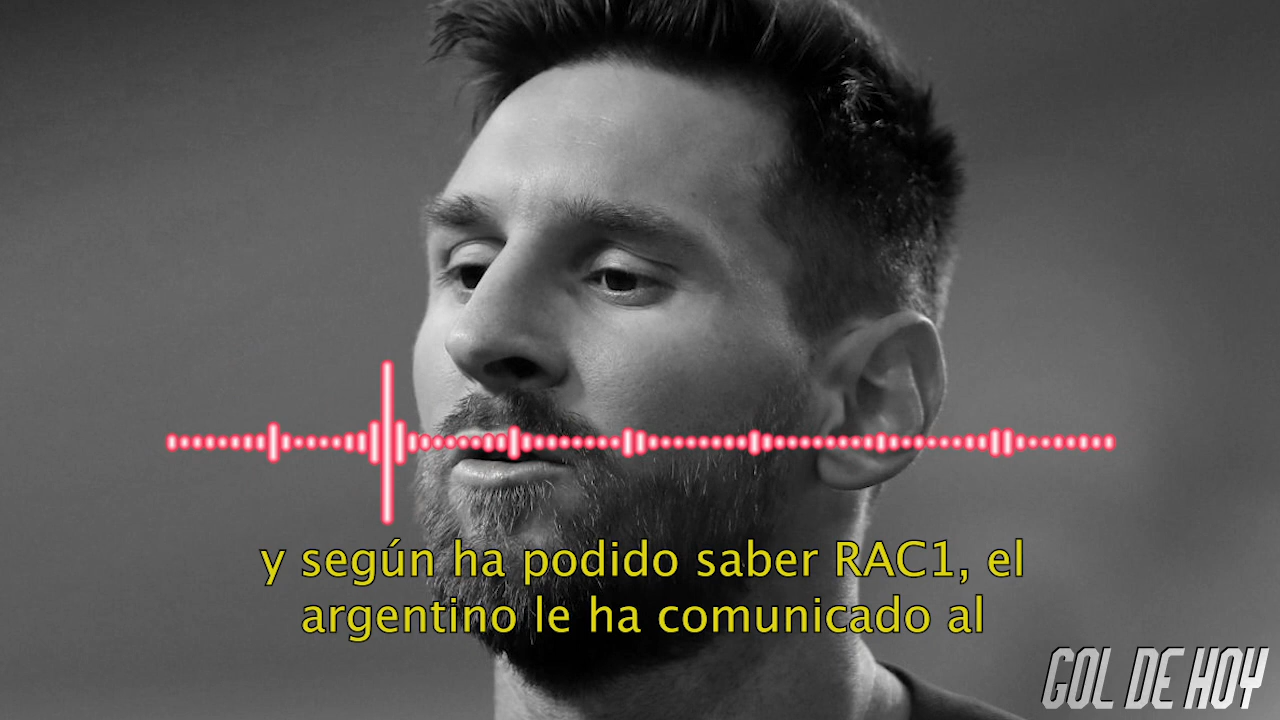 y según ha podido saber RAC1, el
argentino le ha comunicado al
GOL DE HOY